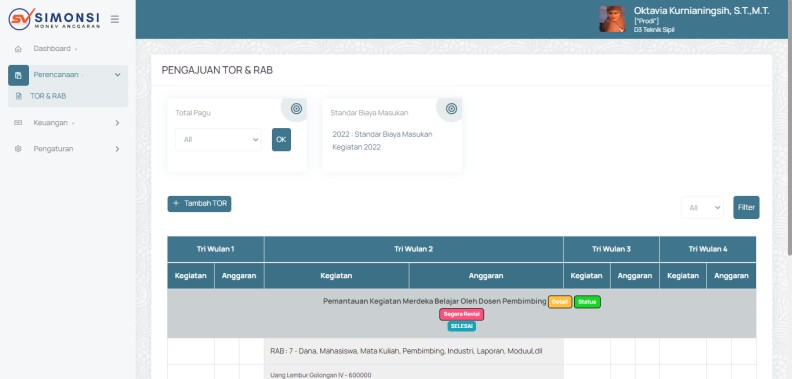 SV SIMONSI
MONEV ANGGARAN
Oktavia Kurnianingsih, S.T.,M.T.
["Prodi"]
D3 Teknik Sipil
Dashboard
Perencanaan
TOR & RAB
Keuangan
Pengaturan
PENGAJUAN TOR & RAB
Total Pagu
All
OK
Standar Biaya Masukan
2022 : Standar Biaya Masukan
Kegiatan 2022
+ Tambah TOR
All
Filter
Tri Wulan 1 Tri Wulan 2 Tri Wulan 3 Tri Wulan 4
Kegiatan Anggaran Kegiatan Anggaran Kegiatan Anggaran Kegiatan Anggaran
Pemantauan Kegiatan Merdeka Belajar Oleh Dosen Pembimbing Detail Status
Segera Revisi
SELESAI
RAB : 7 - Dana, Mahasiswa, Mata Kuliah, Pembimbing, Industri, Laporan, Moduul,dll
Uang Lembur Golongan IV - 600000